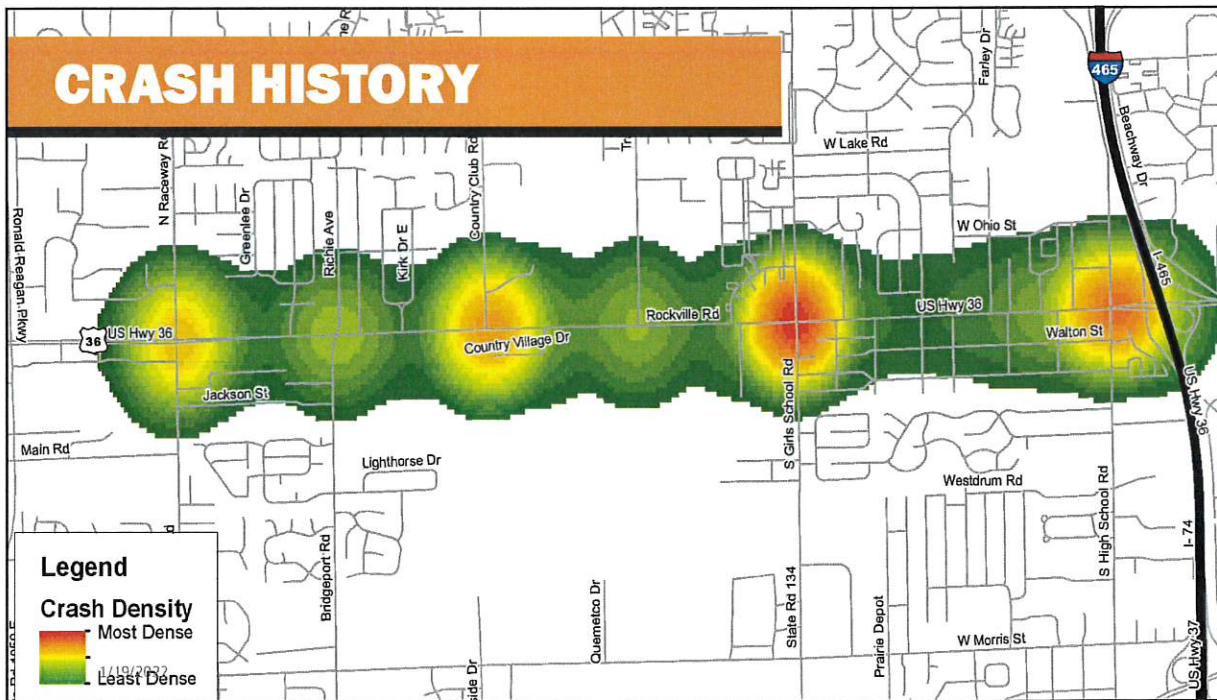 CRASH HISTORY
465
Farley Dr
Beachway Dr
W Lake Rd
N Raceway Rd
Country Club Rd
Ronald Reagan Pkwy
Greenlee Dr
Richie Ave
Kirk Dr E
W Ohio St
I-465
US Hwy 36
36
Rockville Rd
US Hwy 36
Country Village Dr
Walton St
Jackson St
US Hwy 36
Main Rd
Lighthorse Dr
S Girls School Rd
Westdrum Rd
S High School Rd
I-74
Bridgeport Rd
Quemetco Dr
State Rd 134
Prairie Depot
W Morris St
US Hwy 37
Legend
Crash Density
Most Dense
1/19/2022
Least Dense